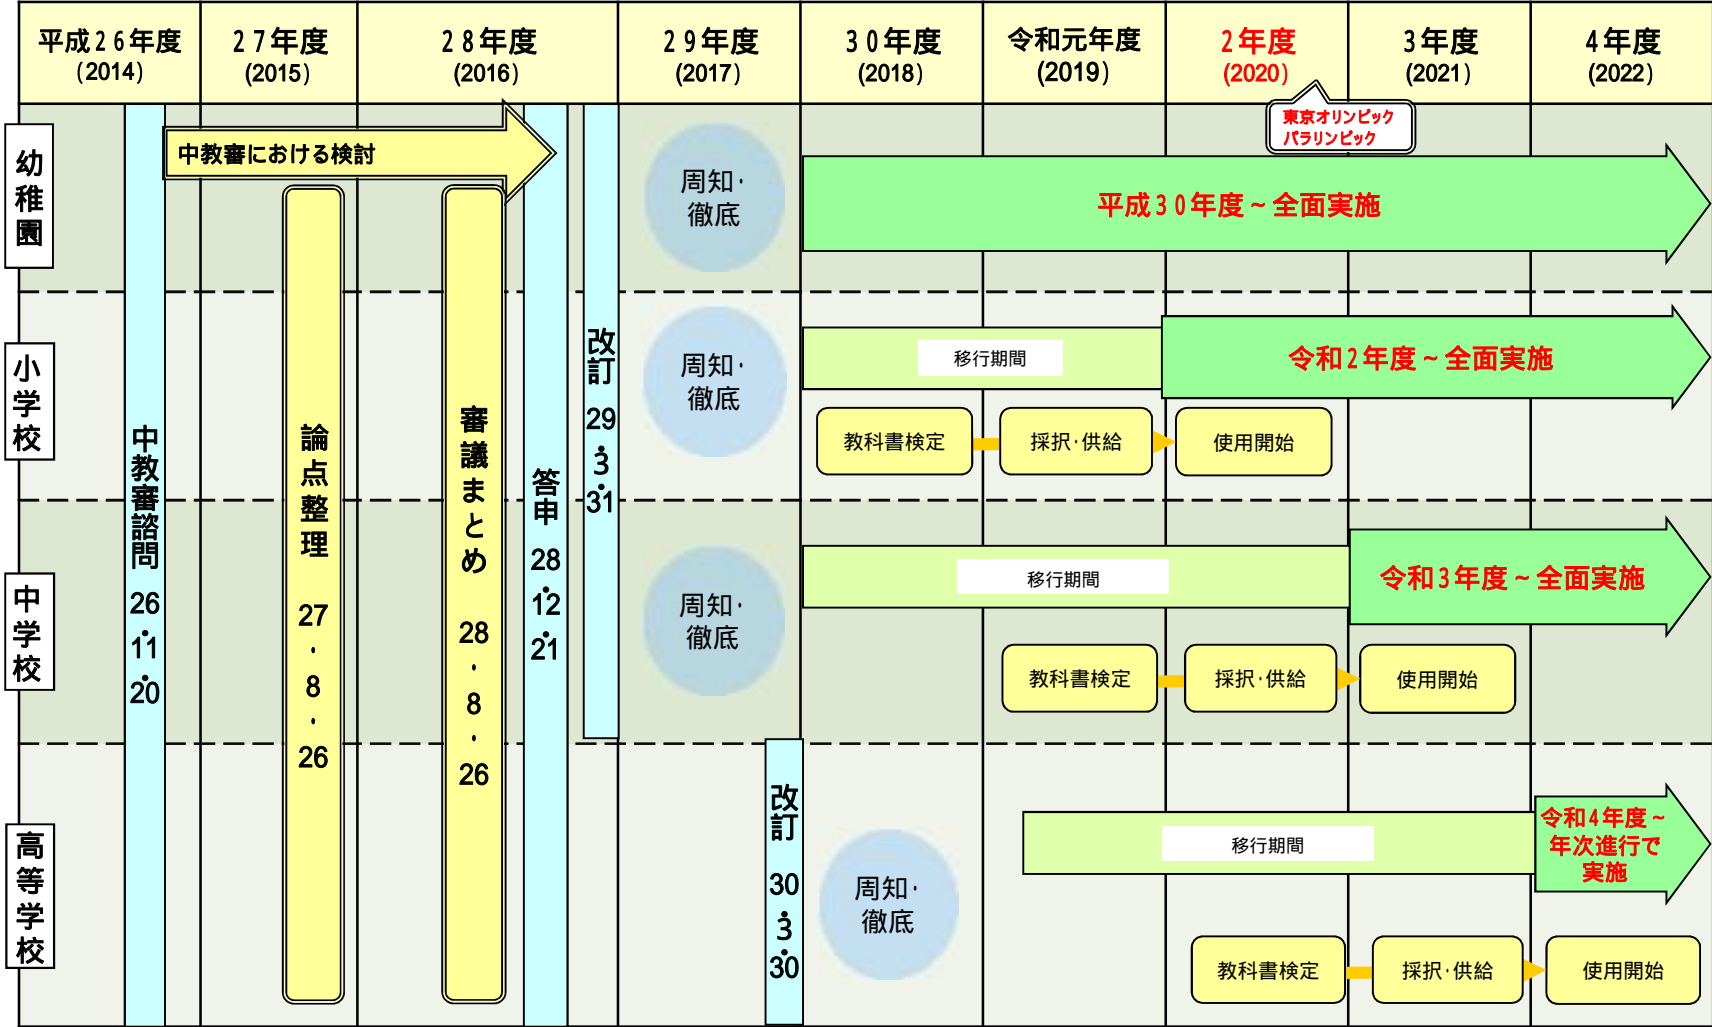 平成26年度
(2014)
27年度
(2015)
28年度
(2016)
29年度
(2017)
30年度
(2018)
令和元年度
(2019)
2年度
(2020)
3年度
(2021)
4年度
(2022)
東京オリンピック
パラリンピック
幼稚園
中教審における検討
周知・
徹底
平成30年度~全面実施
小学校
周知・
徹底
移行期間
令和2年度~全面実施
教科書検定
採択・供給
使用開始
中教審諮問 26・11・20
論点整理 27・8・26
審議まとめ 28・8・26
答申 28・12・21
改訂 29・3・31
中学校
周知・
徹底
移行期間
令和3年度~全面実施
教科書検定
採択・供給
使用開始
高等学校
改訂 30・3・30
周知・
徹底
移行期間
令和4年度~
年次進行で
実施
教科書検定
採択・供給
使用開始